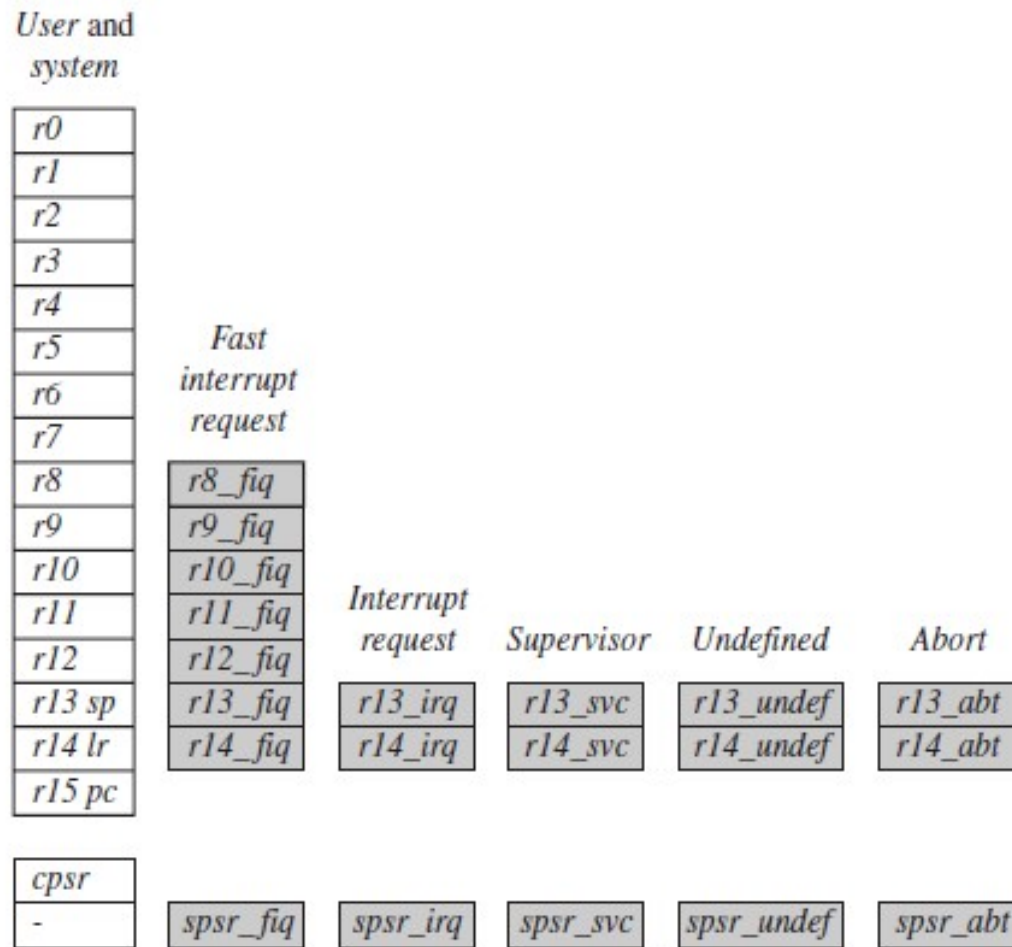 User and
system
r0
r1
r2
r3
r4
r5
r6
r7
r8
r9
r10
r11
r12
r13 sp
r14 lr
r15 pc
cpsr
-
Fast
interrupt
request
r8_fiq
r9_fiq
r10_fiq
r11_fiq
r12_fiq
r13_fiq
r14_fiq
spsr_fiq
Interrupt
request
r13_irq
r14_irq
spsr_irq
Supervisor
r13_svc
r14_svc
spsr_svc
Undefined
r13_undef
r14_undef
spsr_undef
Abort
r13_abt
r14_abt
spsr_abt